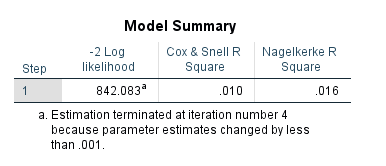 Model Summary
Step -2 Log likelihood Cox & Snell R Square Nagelkerke R Square
1 842.083a .010 .016
a. Estimation terminated at iteration number 4
because parameter estimates changed by less
than .001.